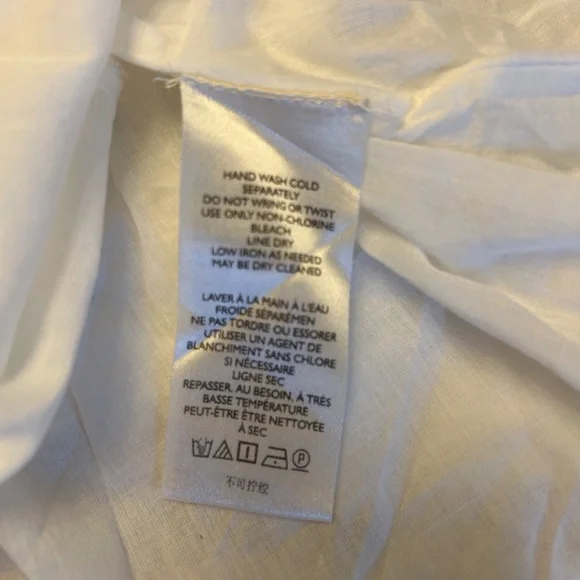 HAND WASH COLD
SEPARATELY
DO NOT WRING OR TWIST
USE ONLY NON-CHLORINE
BLEACH
LINE DRY
LOW IRON AS NEEDED
MAY BE DRY CLEANED
LAVER À LA MAIN À L'EAU
FROIDE SÉPARÉMEN
NE PAS TORDRE OU ESSORER
UTILISER UN AGENT DE
BLANCHIMENT SANS CHLORE
SI NÉCESSAIRE
LIGNE SEC
REPASSER, AU BESOIN, À TRÈS
BASSE TEMPÉRATURE
PEUT-ÊTRE ÊTRE NETTOYÉE
À SEC
P
不可拧绞